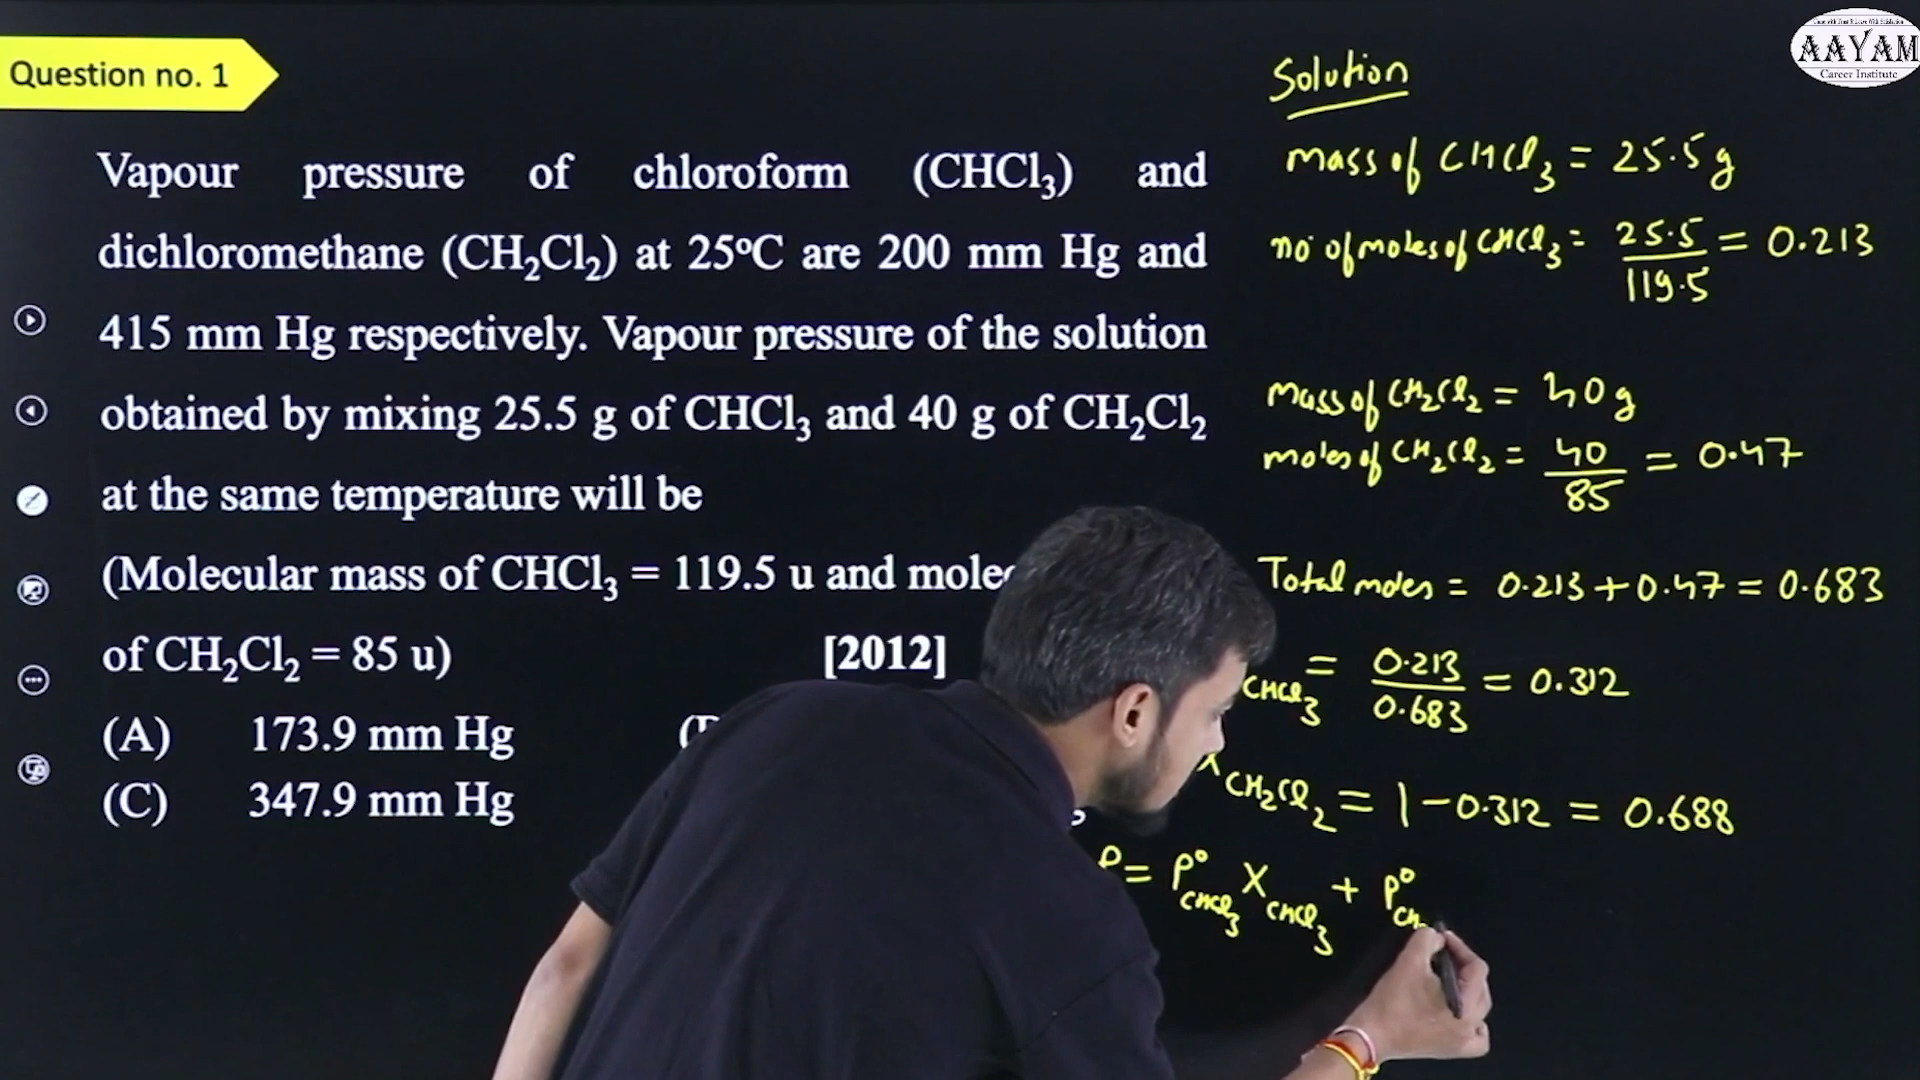 Question no. 1
Vapour pressure of chloroform (CHCl₃) and
dichloromethane (CH₂Cl₂) at 25°C are 200 mm Hg and
415 mm Hg respectively. Vapour pressure of the solution
obtained by mixing 25.5 g of CHCl₃ and 40 g of CH₂Cl₂
at the same temperature will be
(Molecular mass of CHCl₃ = 119.5 u and
of CH₂Cl₂ = 85 u) [2012]
(A) 173.9 mm Hg
(C) 347.9 mm Hg
AAYAM
Career Institute
Solution
mass of CHCl₃ = 25.5 g
no of moles of CHCl₃ = 25.5 / 119.5 = 0.213
mass of CH₂Cl₂ = 40 g
moles of CH₂Cl₂ = 40 / 85 = 0.47
Total moles = 0.213 + 0.47 = 0.683
CHCl₃ = 0.213 / 0.683 = 0.312
X CH₂Cl₂ = 1 - 0.312 = 0.688
P = P° CHCl₃ X CHCl₃ + P°